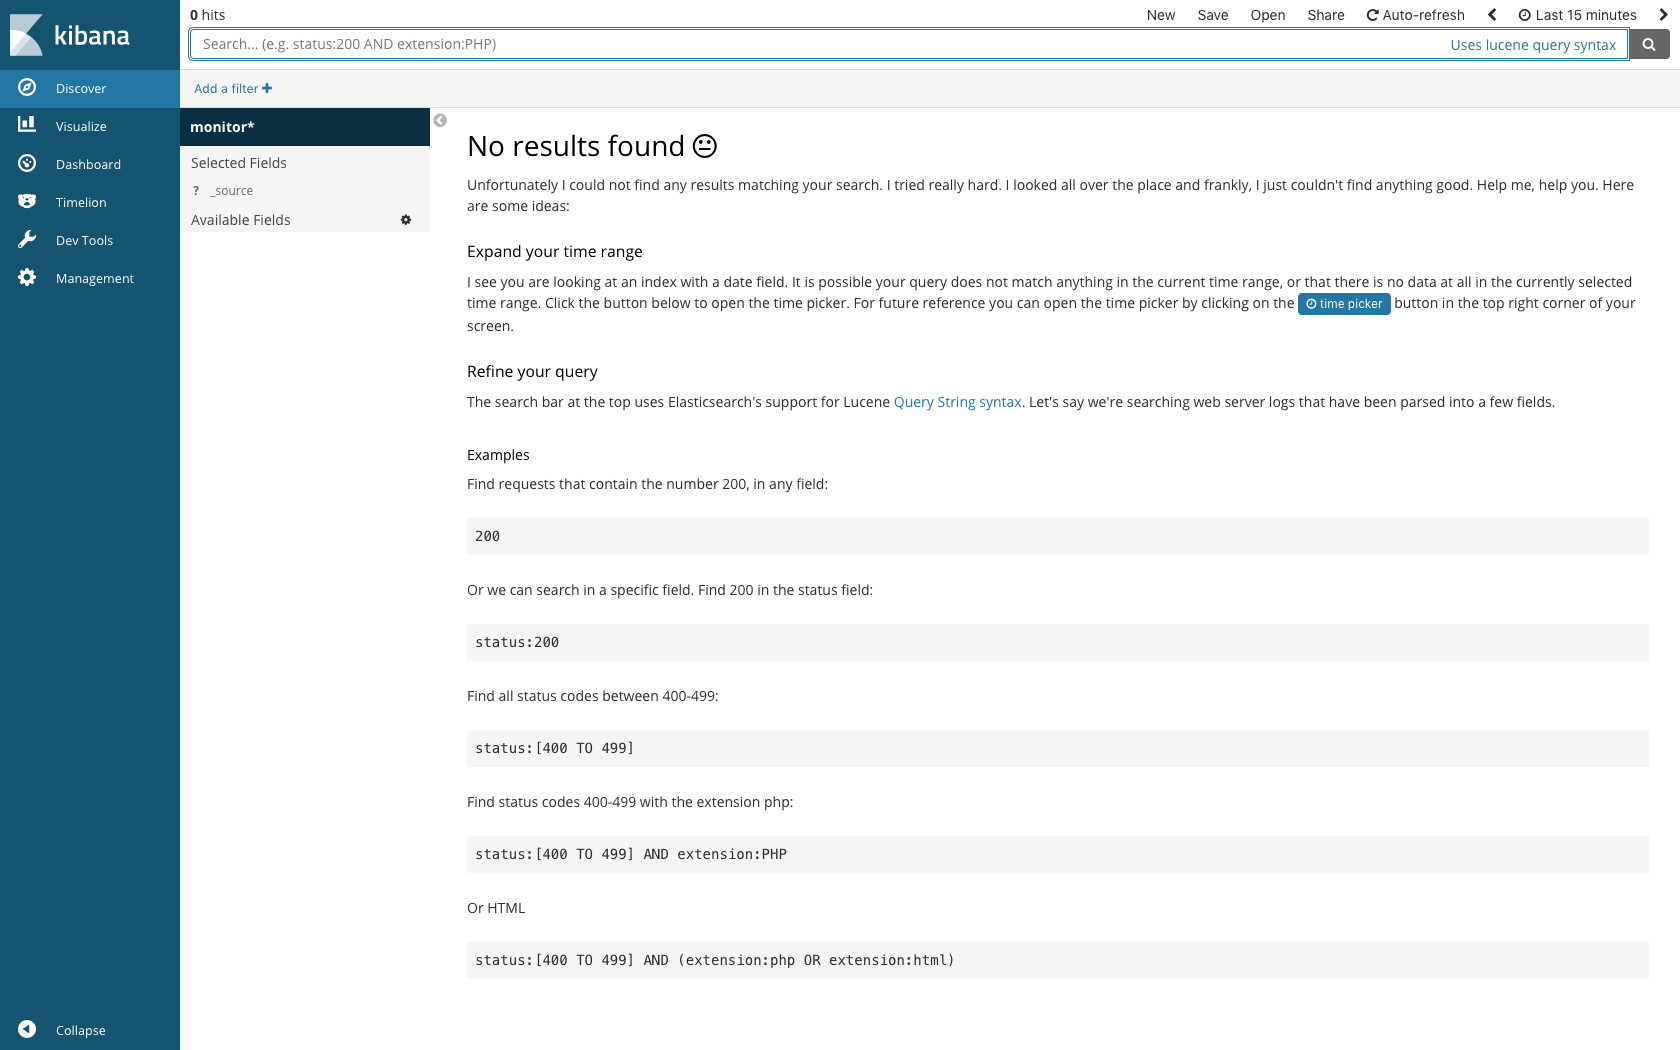 kibana
0 hits
New Save Open Share Auto-refresh Last 15 minutes
Search... (e.g. status:200 AND extension:PHP)
Uses lucene query syntax
Add a filter
Discover
Visualize
Dashboard
Timelion
Dev Tools
Management
Collapse
monitor*
Selected Fields
? _source
Available Fields
No results found
Unfortunately I could not find any results matching your search. I tried really hard. I looked all over the place and frankly, I just couldn't find anything good. Help me, help you. Here
are some ideas:
Expand your time range
I see you are looking at an index with a date field. It is possible your query does not match anything in the current time range, or that there is no data at all in the currently selected
time range. Click the button below to open the time picker. For future reference you can open the time picker by clicking on the time picker button in the top right corner of your
screen.
Refine your query
The search bar at the top uses Elasticsearch's support for Lucene Query String syntax. Let's say we're searching web server logs that have been parsed into a few fields.
Examples
Find requests that contain the number 200, in any field:
200
Or we can search in a specific field. Find 200 in the status field:
status:200
Find all status codes between 400-499:
status:[400 TO 499]
Find status codes 400-499 with the extension php:
status:[400 TO 499] AND extension:PHP
Or HTML
status:[400 TO 499] AND (extension:php OR extension:html)